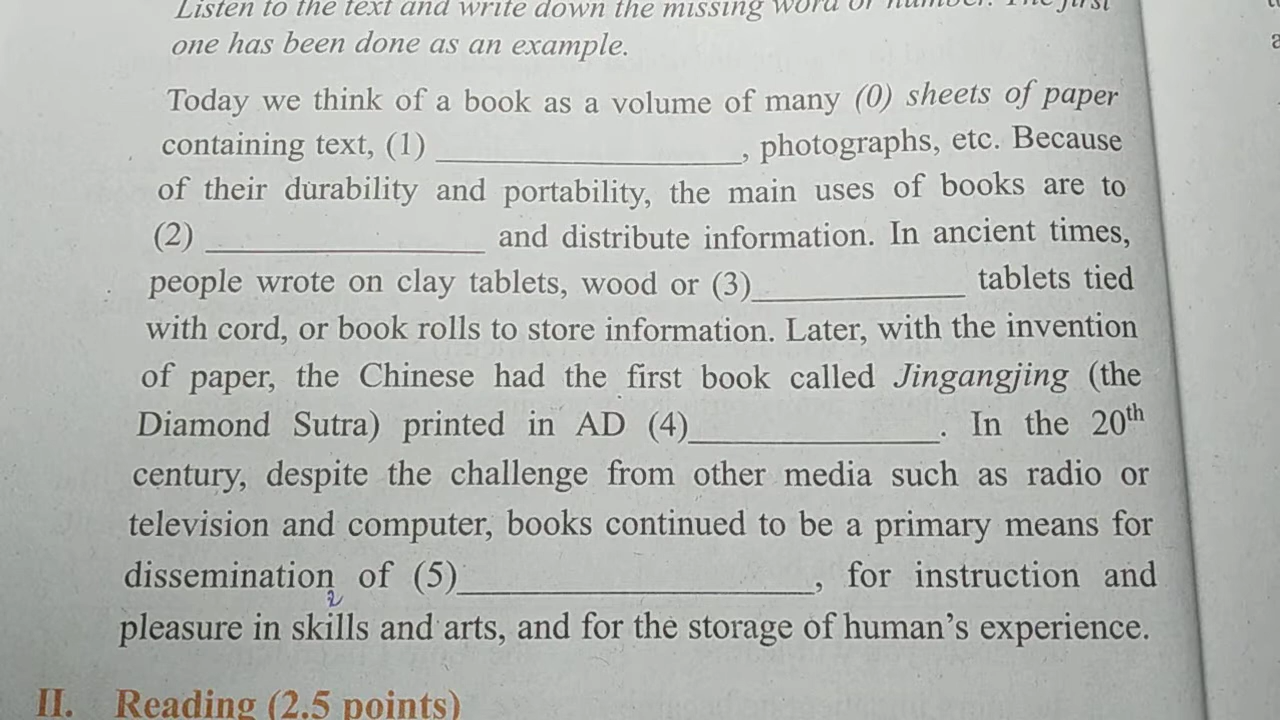 Listen to the text and write down the missing word or number. The first
one has been done as an example.
Today we think of a book as a volume of many (0) sheets of paper
containing text, (1) ____________, photographs, etc. Because
of their durability and portability, the main uses of books are to
(2) ____________ and distribute information. In ancient times,
people wrote on clay tablets, wood or (3)____________ tablets tied
with cord, or book rolls to store information. Later, with the invention
of paper, the Chinese had the first book called Jingangjing (the
Diamond Sutra) printed in AD (4)____________. In the 20th
century, despite the challenge from other media such as radio or
television and computer, books continued to be a primary means for
dissemination of (5)____________, for instruction and
pleasure in skills and arts, and for the storage of human's experience.
II. Reading (2.5 points)